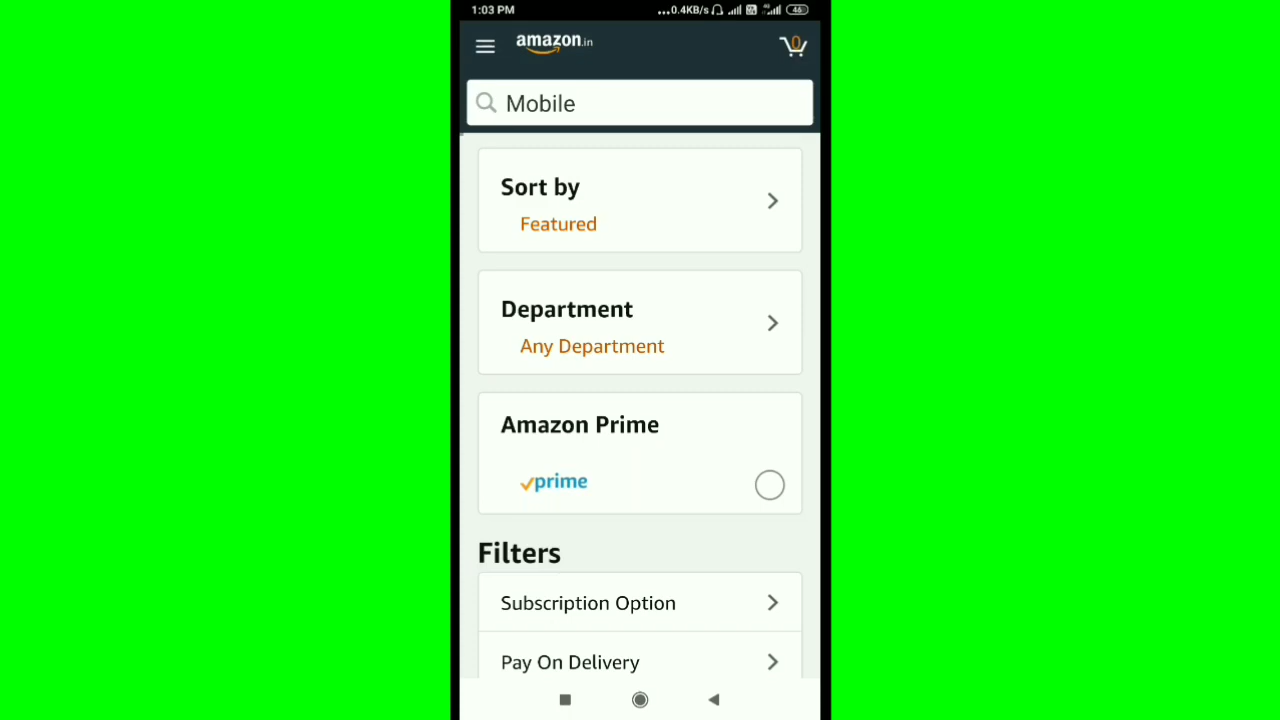 1:03 PM ...0.4KB/s 46
amazon.in 0
Mobile
Sort by
Featured
Department
Any Department
Amazon Prime
prime
Filters
Subscription Option
Pay On Delivery